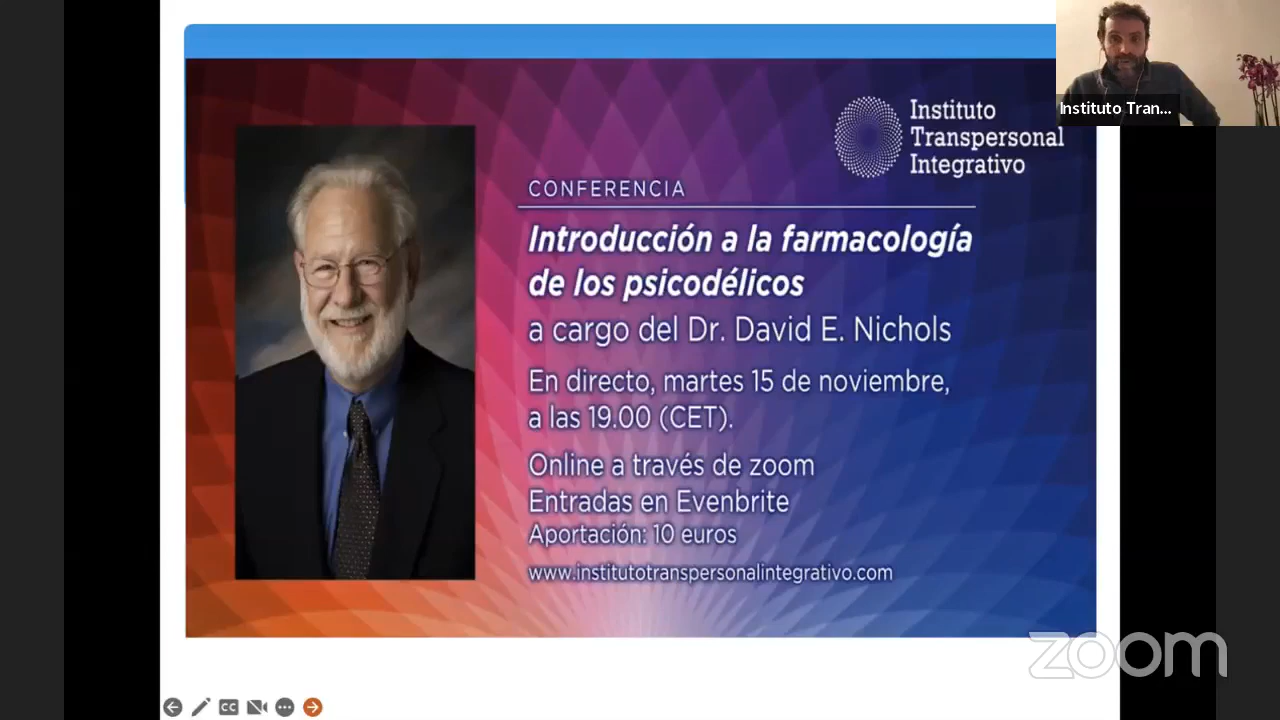 Instituto
Transpersonal
Integrativo
Instituto Tran...
CONFERENCIA
Introducción a la farmacología
de los psicodélicos
a cargo del Dr. David E. Nichols
En directo, martes 15 de noviembre,
a las 19.00 (CET).
Online a través de zoom
Entradas en Evenbrite
Aportación: 10 euros
www.institutotranspersonalintegrativo.com
zoom
CC